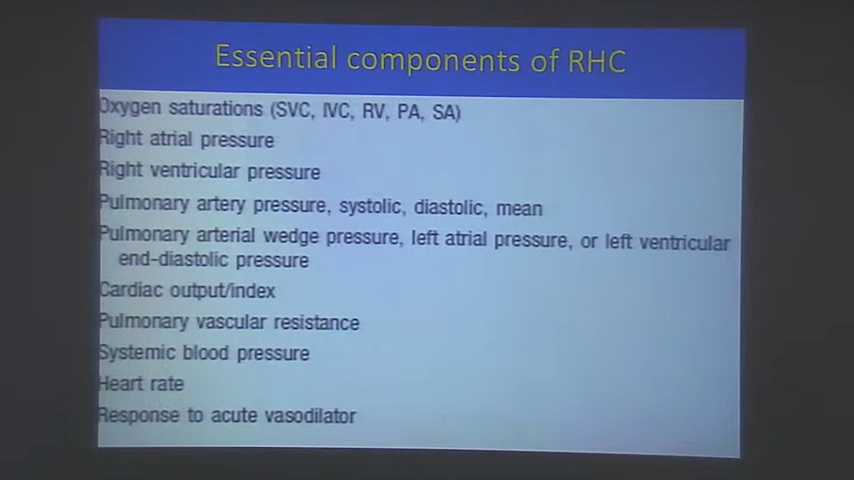 Essential components of RHC
Oxygen saturations (SVC, IVC, RV, PA, SA)
Right atrial pressure
Right ventricular pressure
Pulmonary artery pressure, systolic, diastolic, mean
Pulmonary arterial wedge pressure, left atrial pressure, or left ventricular
end-diastolic pressure
Cardiac output/index
Pulmonary vascular resistance
Systemic blood pressure
Heart rate
Response to acute vasodilator